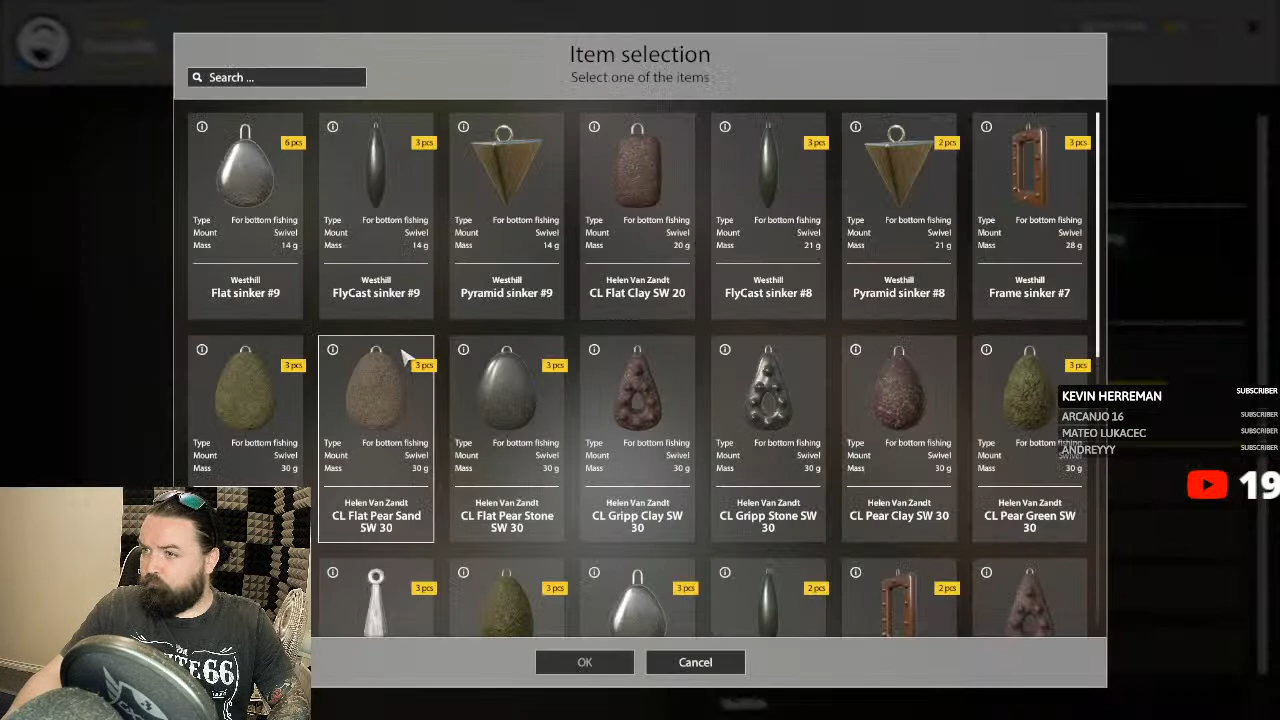 Item selection
Select one of the items
Search ...
6 pcs
3 pcs
3 pcs
2 pcs
3 pcs
Type For bottom fishing
Mount Swivel
Mass 14 g
Westhill
Flat sinker #9
Type For bottom fishing
Mount Swivel
Mass 14 g
Westhill
FlyCast sinker #9
Type For bottom fishing
Mount Swivel
Mass 14 g
Westhill
Pyramid sinker #9
Type For bottom fishing
Mount Swivel
Mass 20 g
Helen Van Zandt
CL Flat Clay SW 20
Type For bottom fishing
Mount Swivel
Mass 21 g
Westhill
FlyCast sinker #8
Type For bottom fishing
Mount Swivel
Mass 21 g
Westhill
Pyramid sinker #8
Type For bottom fishing
Mount Swivel
Mass 28 g
Westhill
Frame sinker #7
3 pcs
3 pcs
3 pcs
3 pcs
Type For bottom fishing
Mount Swivel
Mass 30 g
Type For bottom fishing
Mount Swivel
Mass 30 g
Helen Van Zandt
CL Flat Pear Sand
SW 30
Type For bottom fishing
Mount Swivel
Mass 30 g
Helen Van Zandt
CL Flat Pear Stone
SW 30
Type For bottom fishing
Mount Swivel
Mass 30 g
Helen Van Zandt
CL Gripp Clay SW
30
Type For bottom fishing
Mount Swivel
Mass 30 g
Helen Van Zandt
CL Gripp Stone SW
30
Type For bottom fishing
Mount Swivel
Mass 30 g
Helen Van Zandt
CL Pear Clay SW 30
Type For bottom fishing
Mount Swivel
Mass 30 g
Helen Van Zandt
CL Pear Green SW
30
3 pcs
3 pcs
3 pcs
2 pcs
2 pcs
OK
Cancel
KEVIN HERREMAN SUBSCRIBER
ARCANJO 16 SUBSCRIBER
MATEO LUKACEC SUBSCRIBER
ANDREYYY SUBSCRIBER
19
66